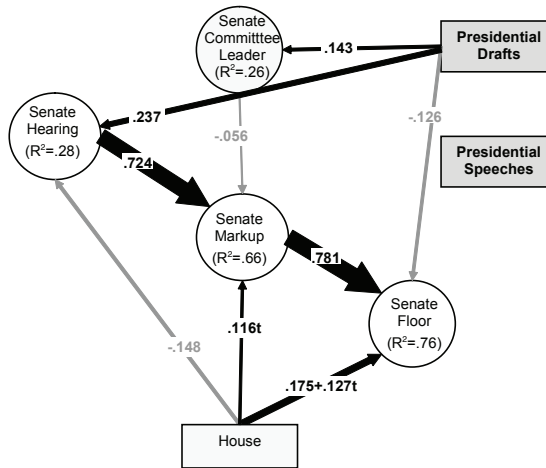 Senate
Committtee
Leader
(R²=.26)
Presidential
Drafts
.143
Senate
Hearing
(R²=.28)
.237
-.056
-.126
Presidential
Speeches
.724
Senate
Markup
(R²=.66)
.781
Senate
Floor
(R²=.76)
-.148
.116t
.175+.127t
House